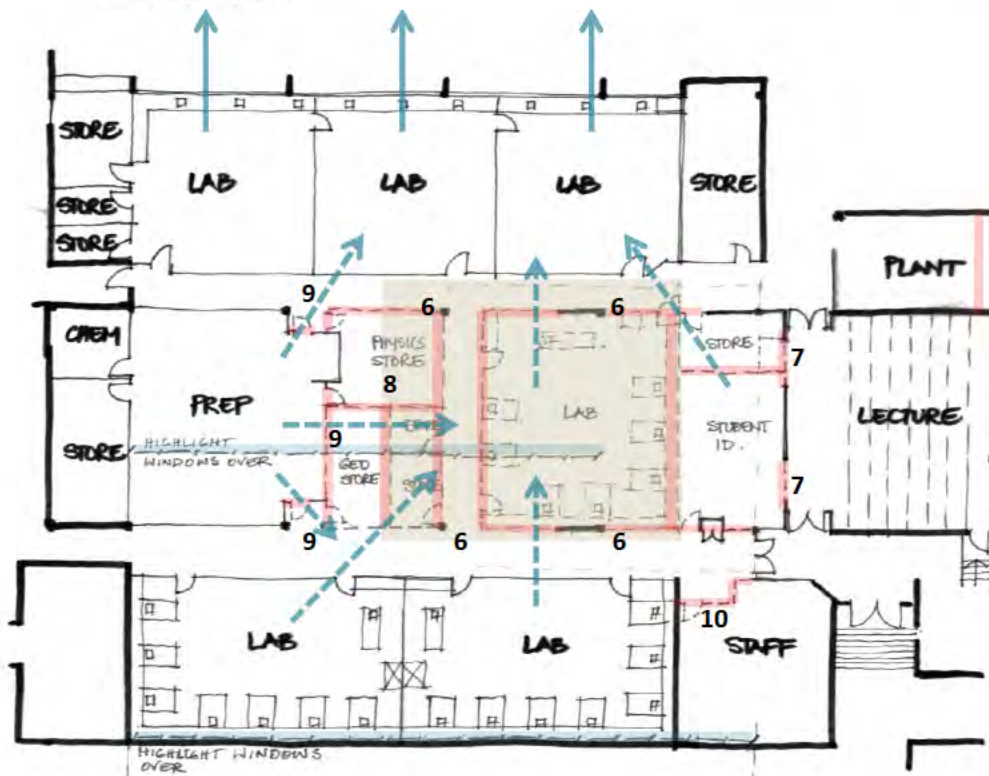 STORE
LAB
LAB
LAB
STORE
STORE
STORE
PLANT
9
6
6
CHEM
PHYSICS
STORE
STORE
7
8
PREP
LAB
LECTURE
STUDENT
I.D.
STORE
HIGHLIGHT
WINDOWS OVER
9
GEO
STORE
7
9
6
6
10
LAB
LAB
STAFF
HIGHLIGHT WINDOWS
OVER